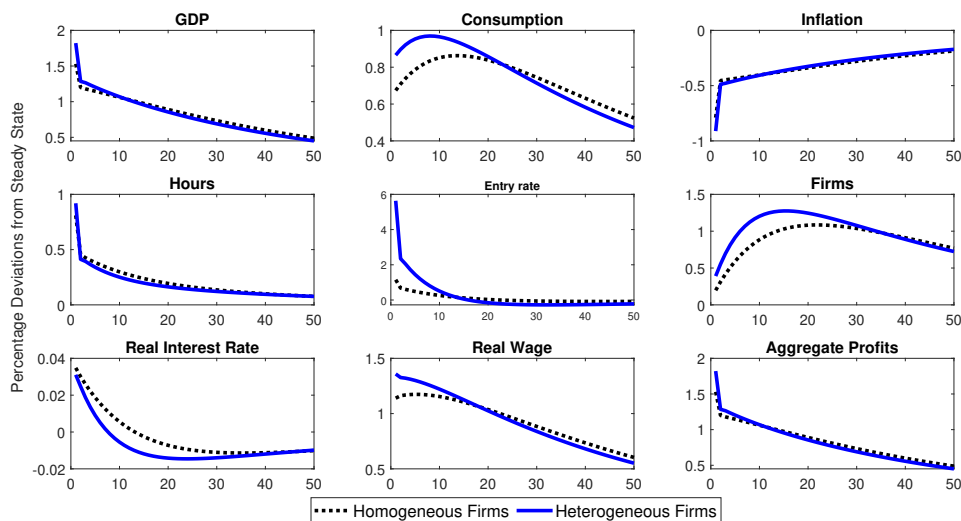 GDP
Consumption
Inflation
2
1.5
1
0.5
0 10 20 30 40 50
1
0.8
0.6
0.4
0 10 20 30 40 50
0
-0.5
-1
0 10 20 30 40 50
Percentage Deviations from Steady State
Hours
Entry rate
Firms
1
0.5
0
0 10 20 30 40 50
6
4
2
0
0 10 20 30 40 50
1.5
1
0.5
0
0 10 20 30 40 50
Real Interest Rate
Real Wage
Aggregate Profits
0.04
0.02
0
-0.02
0 10 20 30 40 50
1.5
1
0.5
0 10 20 30 40 50
2
1.5
1
0.5
0 10 20 30 40 50
Homogeneous Firms Heterogeneous Firms